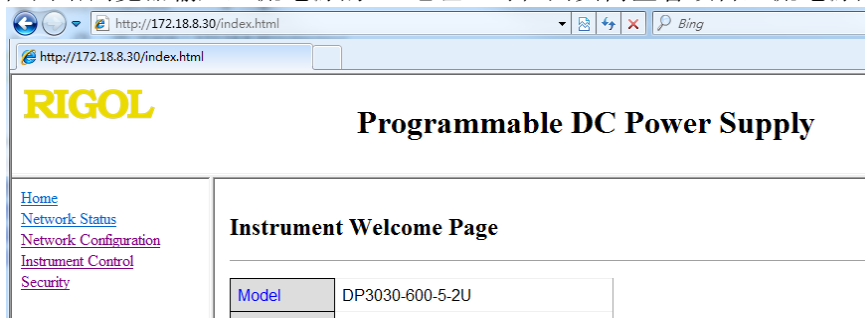 http://172.18.8.30/index.html
Bing
http://172.18.8.30/index.html
RIGOL
Programmable DC Power Supply
Home
Network Status
Network Configuration
Instrument Control
Security
Instrument Welcome Page
Model DP3030-600-5-2U